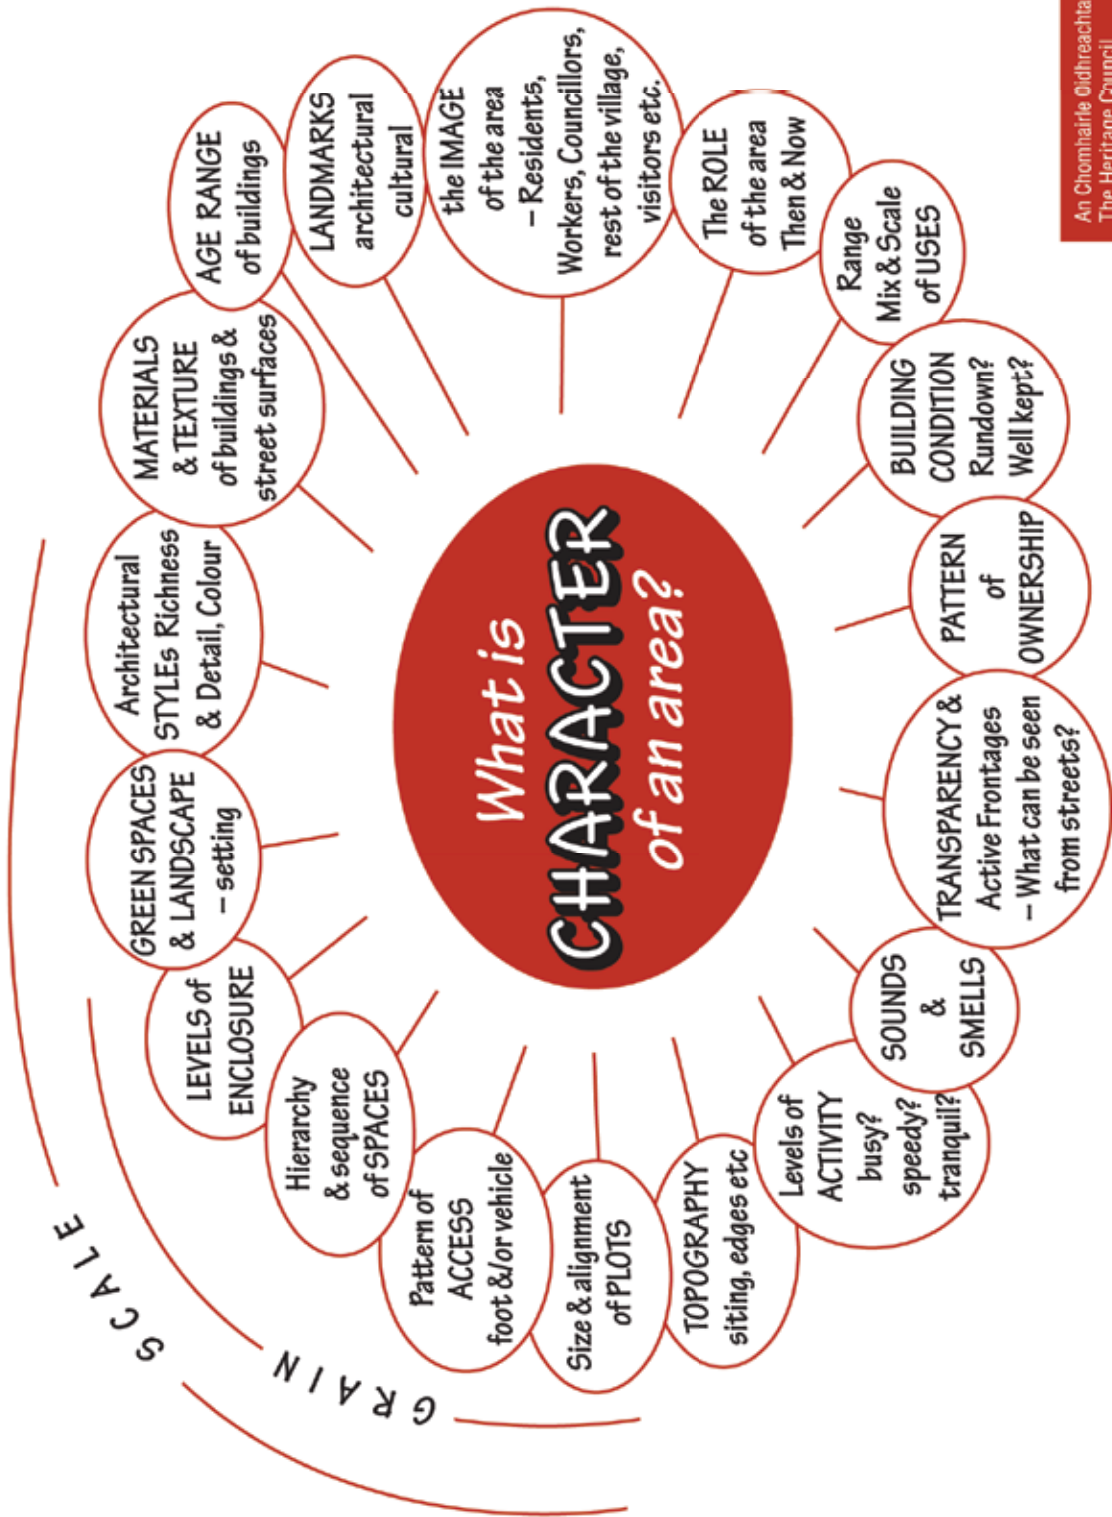 What is
CHARACTER
of an area?
SCALE
GRAIN
Size & alignment
of PLOTS
Pattern of
ACCESS
foot &/or vehicle
Hierarchy
& sequence
of SPACES
LEVELS of
ENCLOSURE
GREEN SPACES
& LANDSCAPE
– setting
Architectural
STYLEs Richness
& Detail, Colour
MATERIALS
& TEXTURE
of buildings &
street surfaces
AGE RANGE
of buildings
LANDMARKS
architectural
cultural
the IMAGE
of the area
– Residents,
Workers, Councillors,
rest of the village,
visitors etc.
The ROLE
of the area
Then & Now
Range
Mix & Scale
of USES
BUILDING
CONDITION
Rundown?
Well kept?
PATTERN
of
OWNERSHIP
TRANSPARENCY &
Active Frontages
– What can be seen
from streets?
SOUNDS
&
SMELLS
Levels of
ACTIVITY
busy?
speedy?
tranquil?
TOPOGRAPHY
siting, edges etc
An Chomhairle Oidhreachta
The Heritage Council